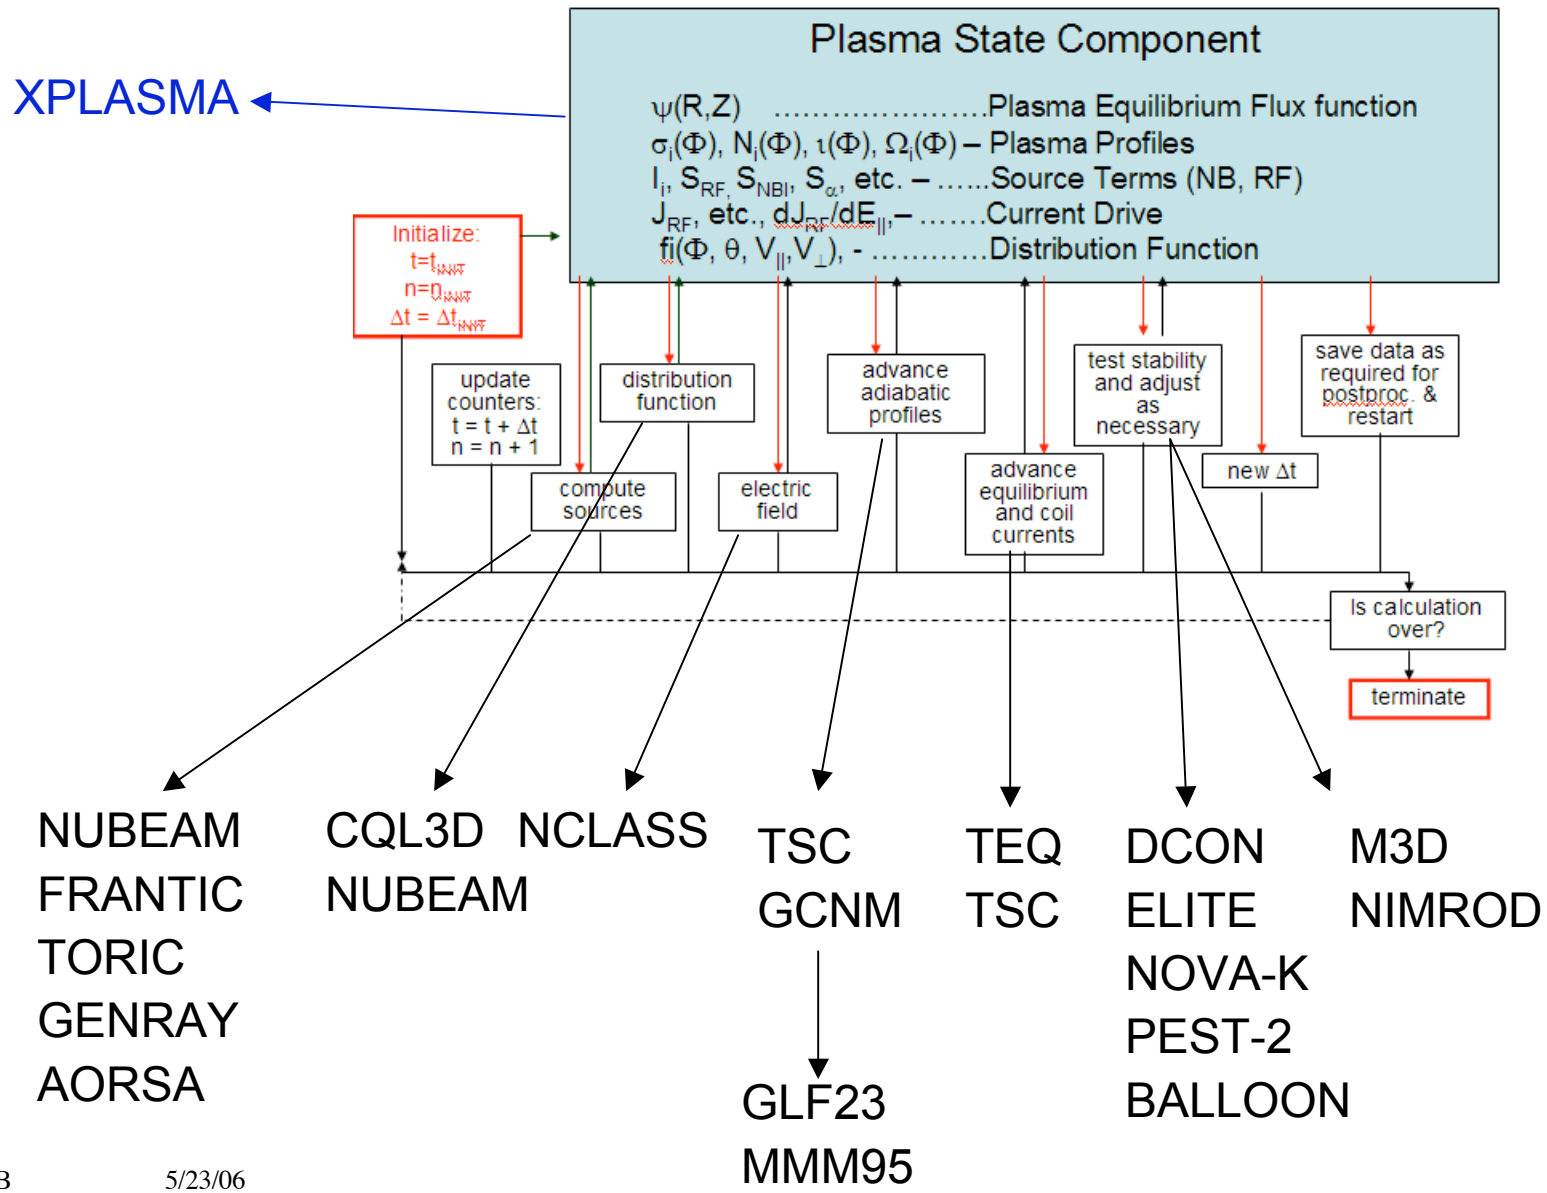 Plasma State Component
XPLASMA
ψ(R,Z) …………………..Plasma Equilibrium Flux function
σi(Φ), Ni(Φ), ι(Φ), Ωi(Φ) – Plasma Profiles
Ii, SRF, SNBI, Sα, etc. – …...Source Terms (NB, RF)
JRF, etc., dJRF/dE||,– …….Current Drive
fi(Φ, θ, V||,V⊥), - …………Distribution Function
Initialize:
t=tINIT
n=nINIT
Δt = ΔtINIT
update
counters:
t = t + Δt
n = n + 1
compute
sources
distribution
function
electric
field
advance
adiabatic
profiles
advance
equilibrium
and coil
currents
test stability
and adjust
as
necessary
new Δt
save data as
required for
postproc. &
restart
Is calculation
over?
terminate
NUBEAM
FRANTIC
TORIC
GENRAY
AORSA
CQL3D
NUBEAM
NCLASS
TSC
GCNM
GLF23
MMM95
TEQ
TSC
DCON
ELITE
NOVA-K
PEST-2
BALLOON
M3D
NIMROD
B 5/23/06